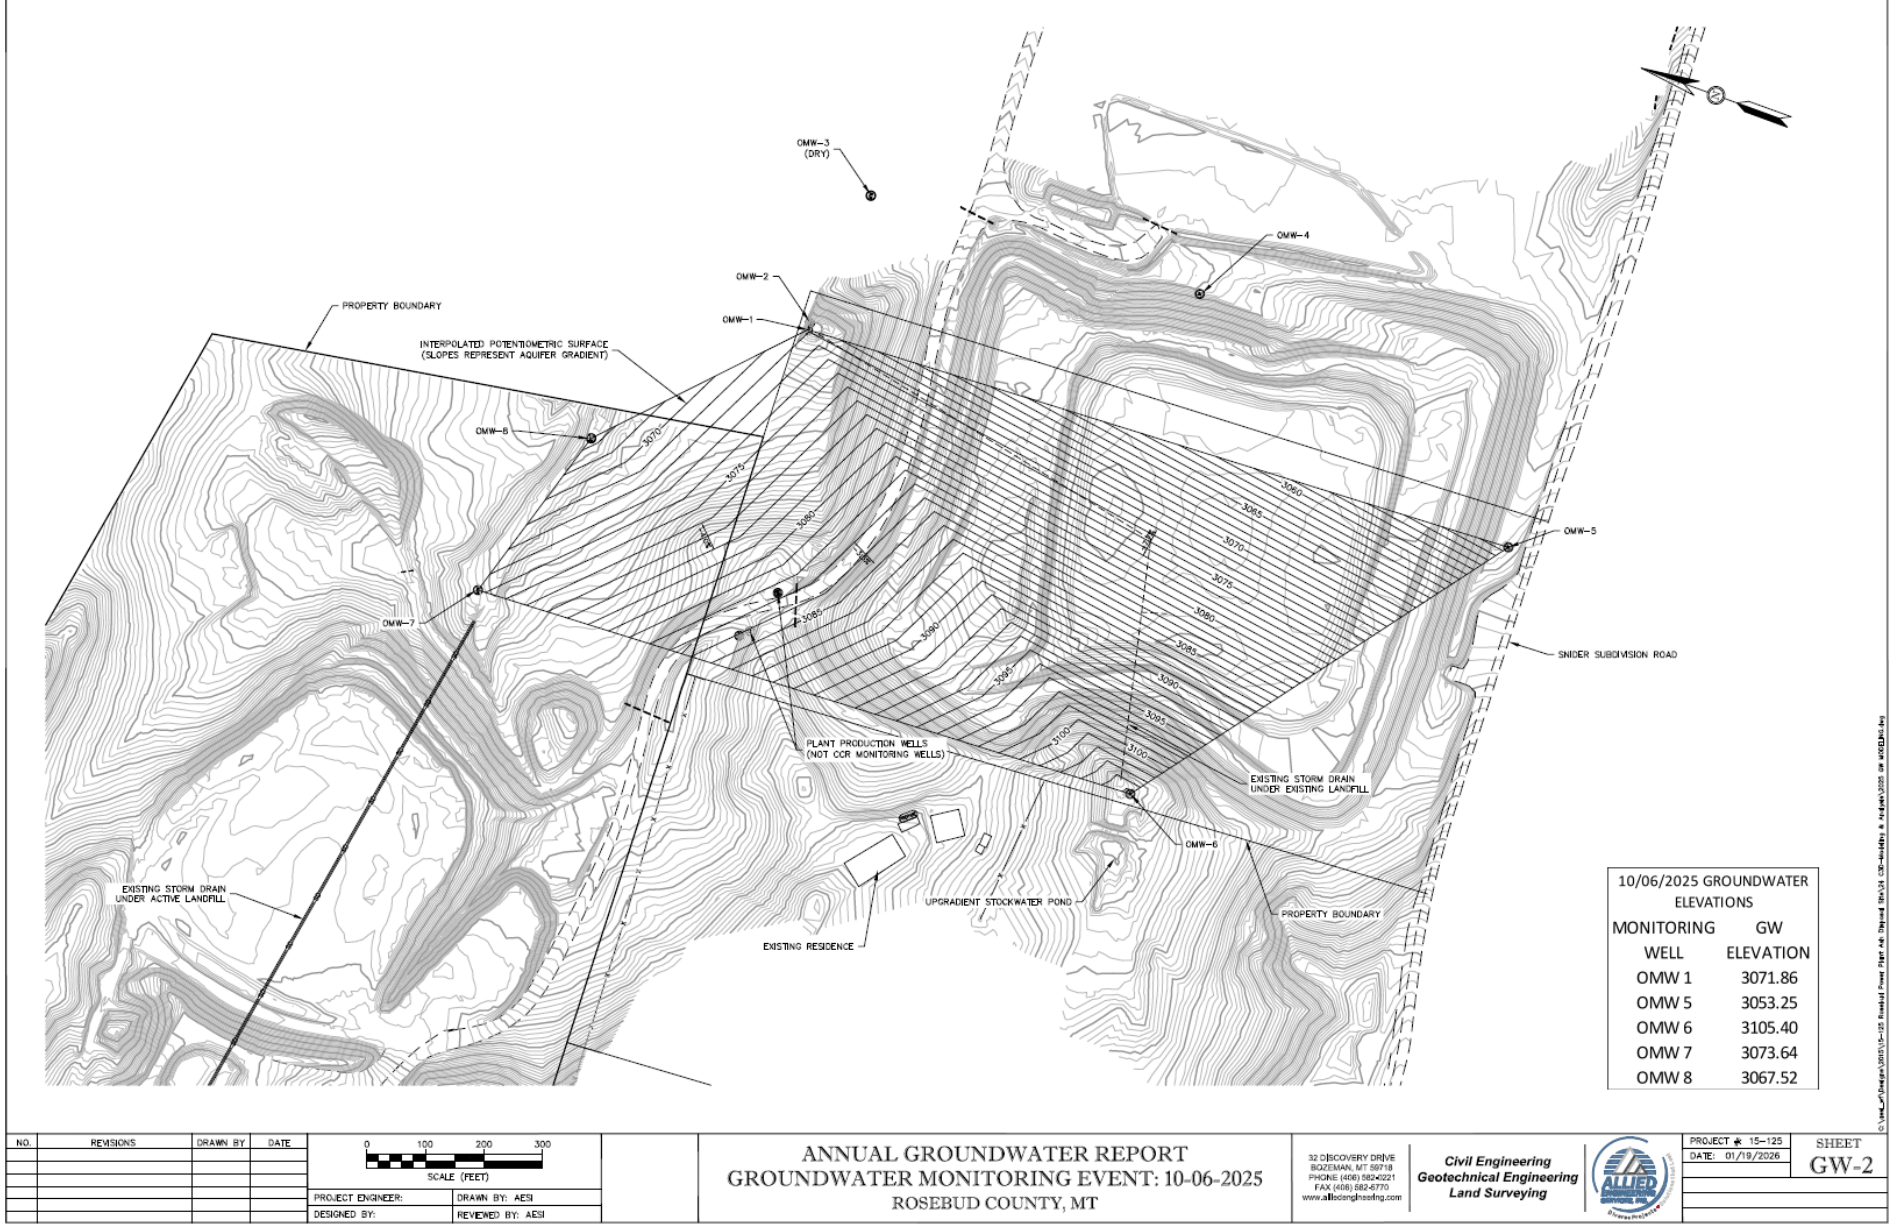 OMW-3
(DRY)
OMW-4
OMW-2
OMW-1
PROPERTY BOUNDARY
INTERPOLATED POTENTIOMETRIC SURFACE
(SLOPES REPRESENT AQUIFER GRADIENT)
OMW-8
3070
3075
3080
3060
3065
3070
3075
3080
3085
3090
3095
3100
OMW-5
OMW-7
3085
3090
3095
3100
SNIDER SUBDIVISION ROAD
PLANT PRODUCTION WELLS
(NOT CCR MONITORING WELLS)
EXISTING STORM DRAIN
UNDER EXISTING LANDFILL
OMW-6
EXISTING STORM DRAIN
UNDER ACTIVE LANDFILL
UPGRADIENT STOCKWATER POND
PROPERTY BOUNDARY
EXISTING RESIDENCE
10/06/2025 GROUNDWATER
ELEVATIONS
MONITORING GW
WELL ELEVATION
OMW 1 3071.86
OMW 5 3053.25
OMW 6 3105.40
OMW 7 3073.64
OMW 8 3067.52
NO. REVISIONS DRAWN BY DATE
0 100 200 300
SCALE (FEET)
PROJECT ENGINEER: DRAWN BY: AESI
DESIGNED BY: REVIEWED BY: AESI
ANNUAL GROUNDWATER REPORT
GROUNDWATER MONITORING EVENT: 10-06-2025
ROSEBUD COUNTY, MT
32 DISCOVERY DRIVE
BOZEMAN, MT 59718
PHONE (406) 582-0221
FAX (406) 582-5770
www.alliedengineering.com
Civil Engineering
Geotechnical Engineering
Land Surveying
ALLIED
ENGINEERING
SERVICES, INC.
PROJECT #: 15-125
DATE: 01/19/2026
SHEET
GW-2